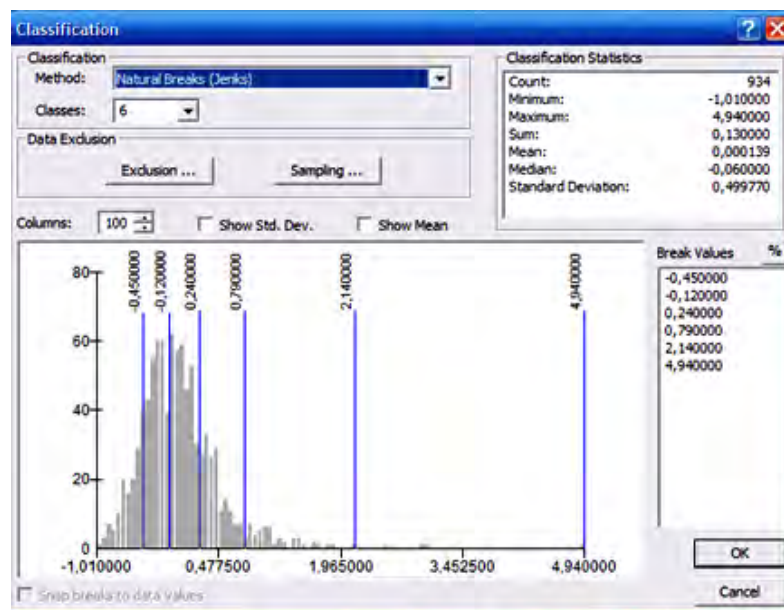 Classification
Classification
Method: Natural Breaks (Jenks)
Classes: 6
Data Exclusion
Exclusion ...
Sampling ...
Classification Statistics
Count: 934
Minimum: -1,010000
Maximum: 4,940000
Sum: 0,130000
Mean: 0,000139
Median: -0,060000
Standard Deviation: 0,499770
Columns: 100
Show Std. Dev.
Show Mean
Break Values %
-0,450000
-0,120000
0,240000
0,790000
2,140000
4,940000
-0,450000
-0,120000
0,240000
0,790000
2,140000
4,940000
80
60
40
20
0
-1,010000 0,477500 1,965000 3,452500 4,940000
Snap breaks to data values
OK
Cancel